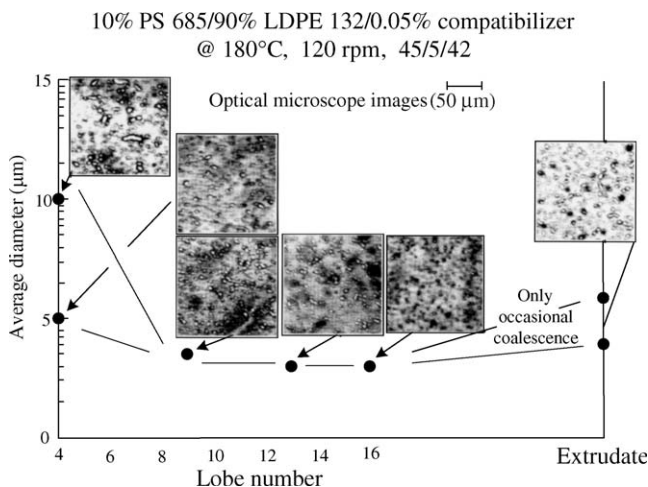 10% PS 685/90% LDPE 132/0.05% compatibilizer
@ 180°C, 120 rpm, 45/5/42
15
Optical microscope images (50 μm)
10
Average diameter (μm)
5
Only
occasional
coalescence
0
4 6 8 10 12 14 16
Extrudate
Lobe number